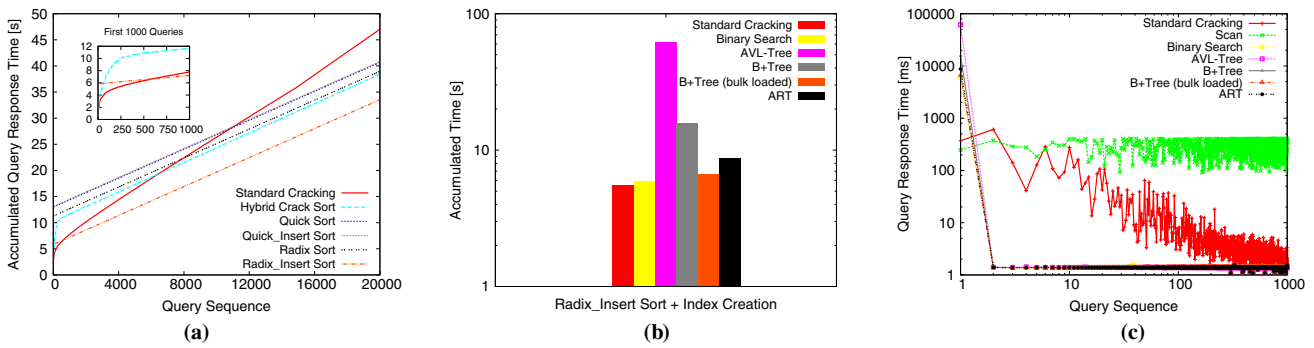 Accumulated Query Response Time [s]
50
45
40
35
30
25
20
15
10
5
0
First 1000 Queries
12
10
8
6
4
2
0
0 250 500 750 1000
Standard Cracking
Hybrid Crack Sort
Quick Sort
Quick_Insert Sort
Radix Sort
Radix_Insert Sort
0 4000 8000 12000 16000 20000
Query Sequence
(a)
Accumulated Time [s]
100
10
1
Standard Cracking
Binary Search
AVL-Tree
B+Tree
B+Tree (bulk loaded)
ART
Radix_Insert Sort + Index Creation
(b)
Query Response Time [ms]
100000
10000
1000
100
10
1
Standard Cracking
Scan
Binary Search
AVL-Tree
B+Tree
B+Tree (bulk loaded)
ART
1 10 100 1000
Query Sequence
(c)